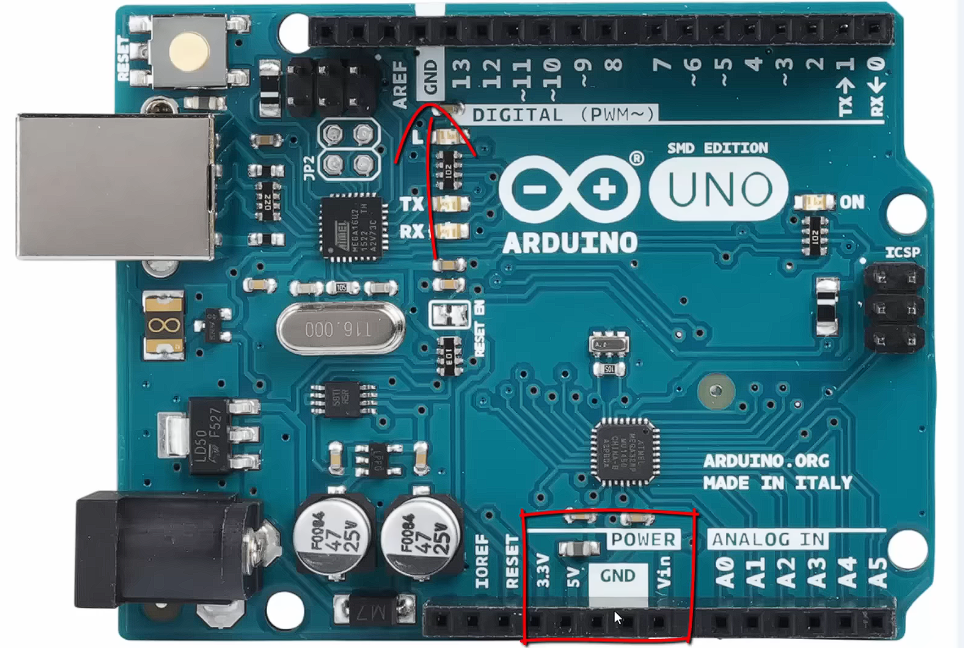 RESET
AREF
GND
13
12
~11
~10
~9
8
7
~6
~5
4
~3
2
TX→1
RX←0
DIGITAL (PWM~)
L
JP2
TX
RX
SMD EDITION
®
UNO
ARDUINO
ON
ICSP
102
T16.000
RESET EN
8
LD50
F527
ARDUINO.ORG
MADE IN ITALY
F0084
47
25V
F0084
47
25V
M7
POWER
ANALOG IN
IOREF
RESET
3.3V
5V
GND
Vin
A0
A1
A2
A3
A4
A5